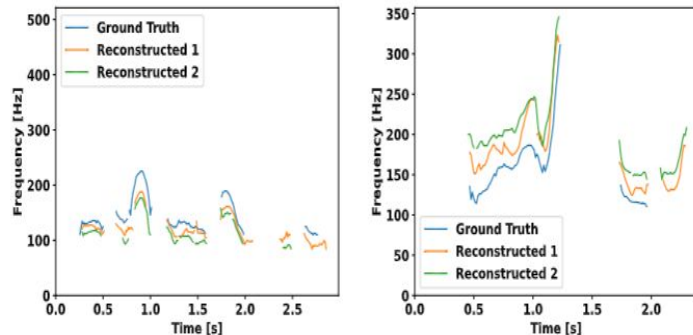 500
400
300
200
100
0
Frequency [Hz]
Ground Truth
Reconstructed 1
Reconstructed 2
0.0 0.5 1.0 1.5 2.0 2.5
Time [s]
350
300
250
200
150
100
50
0
Frequency [Hz]
Ground Truth
Reconstructed 1
Reconstructed 2
0.0 0.5 1.0 1.5 2.0
Time [s]